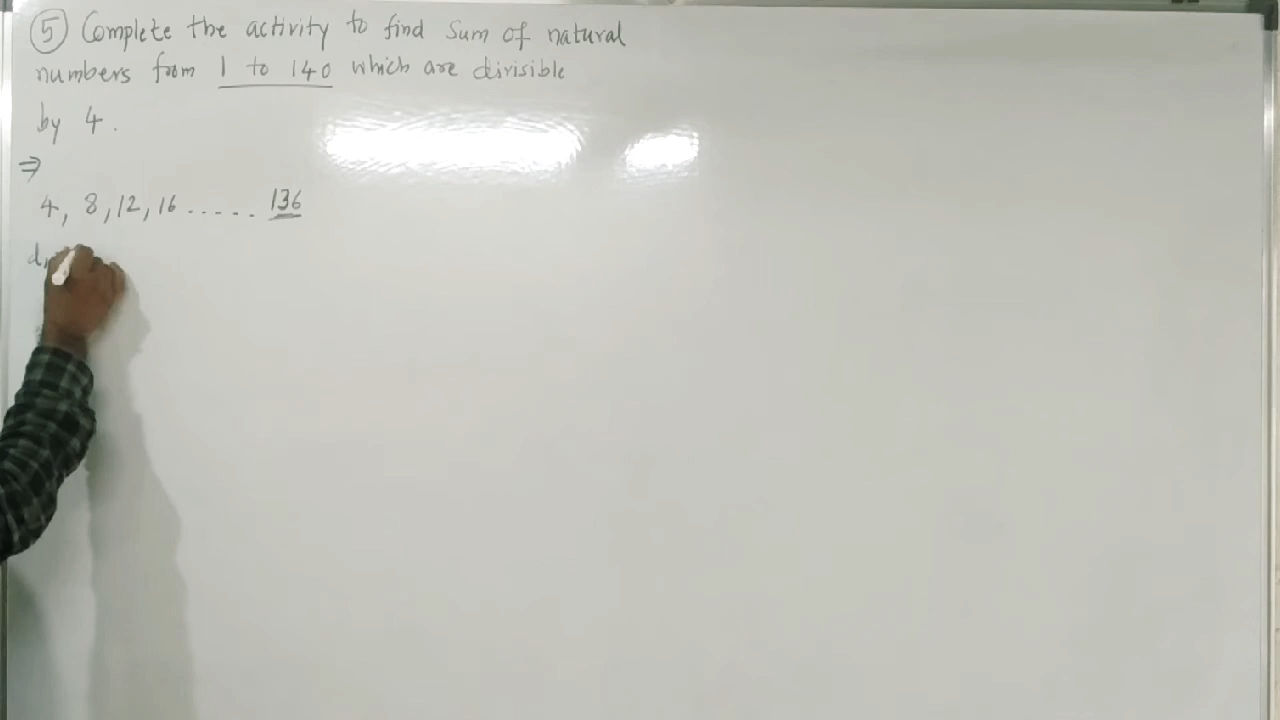 5 Complete the activity to find Sum of natural
numbers from 1 to 140 which are divisible
by 4.
⇒
4, 8, 12, 16 ..... 136
d,